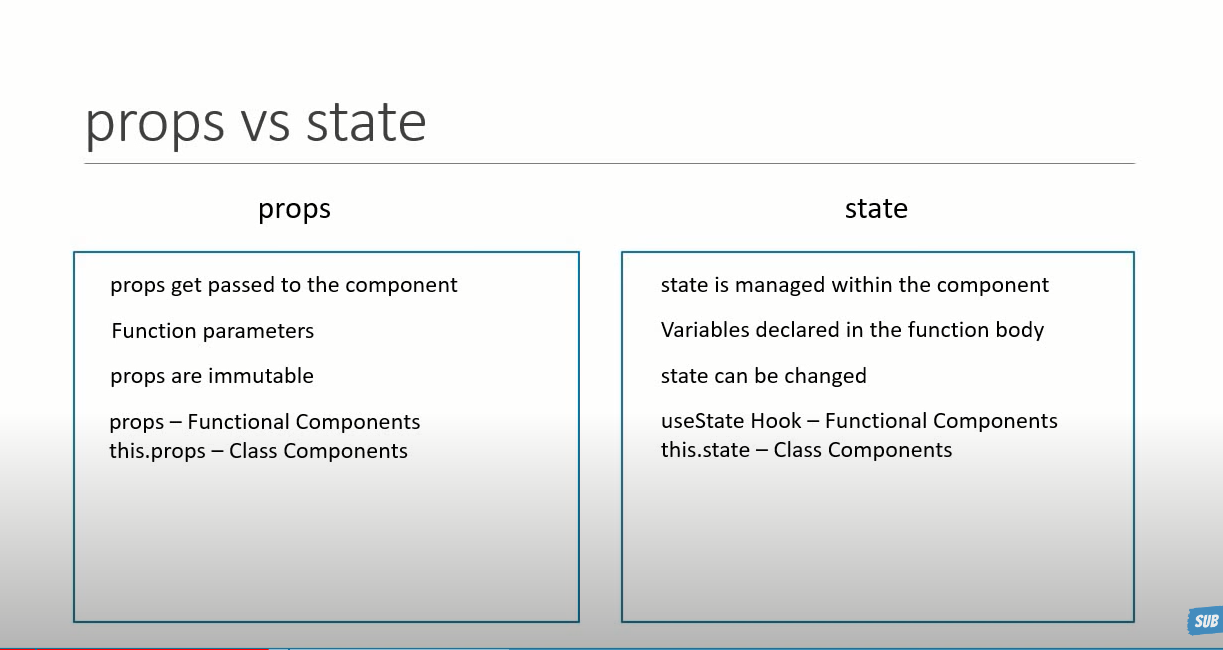 props vs state
props
props get passed to the component
Function parameters
props are immutable
props – Functional Components
this.props – Class Components
state
state is managed within the component
Variables declared in the function body
state can be changed
useState Hook – Functional Components
this.state – Class Components
SUB